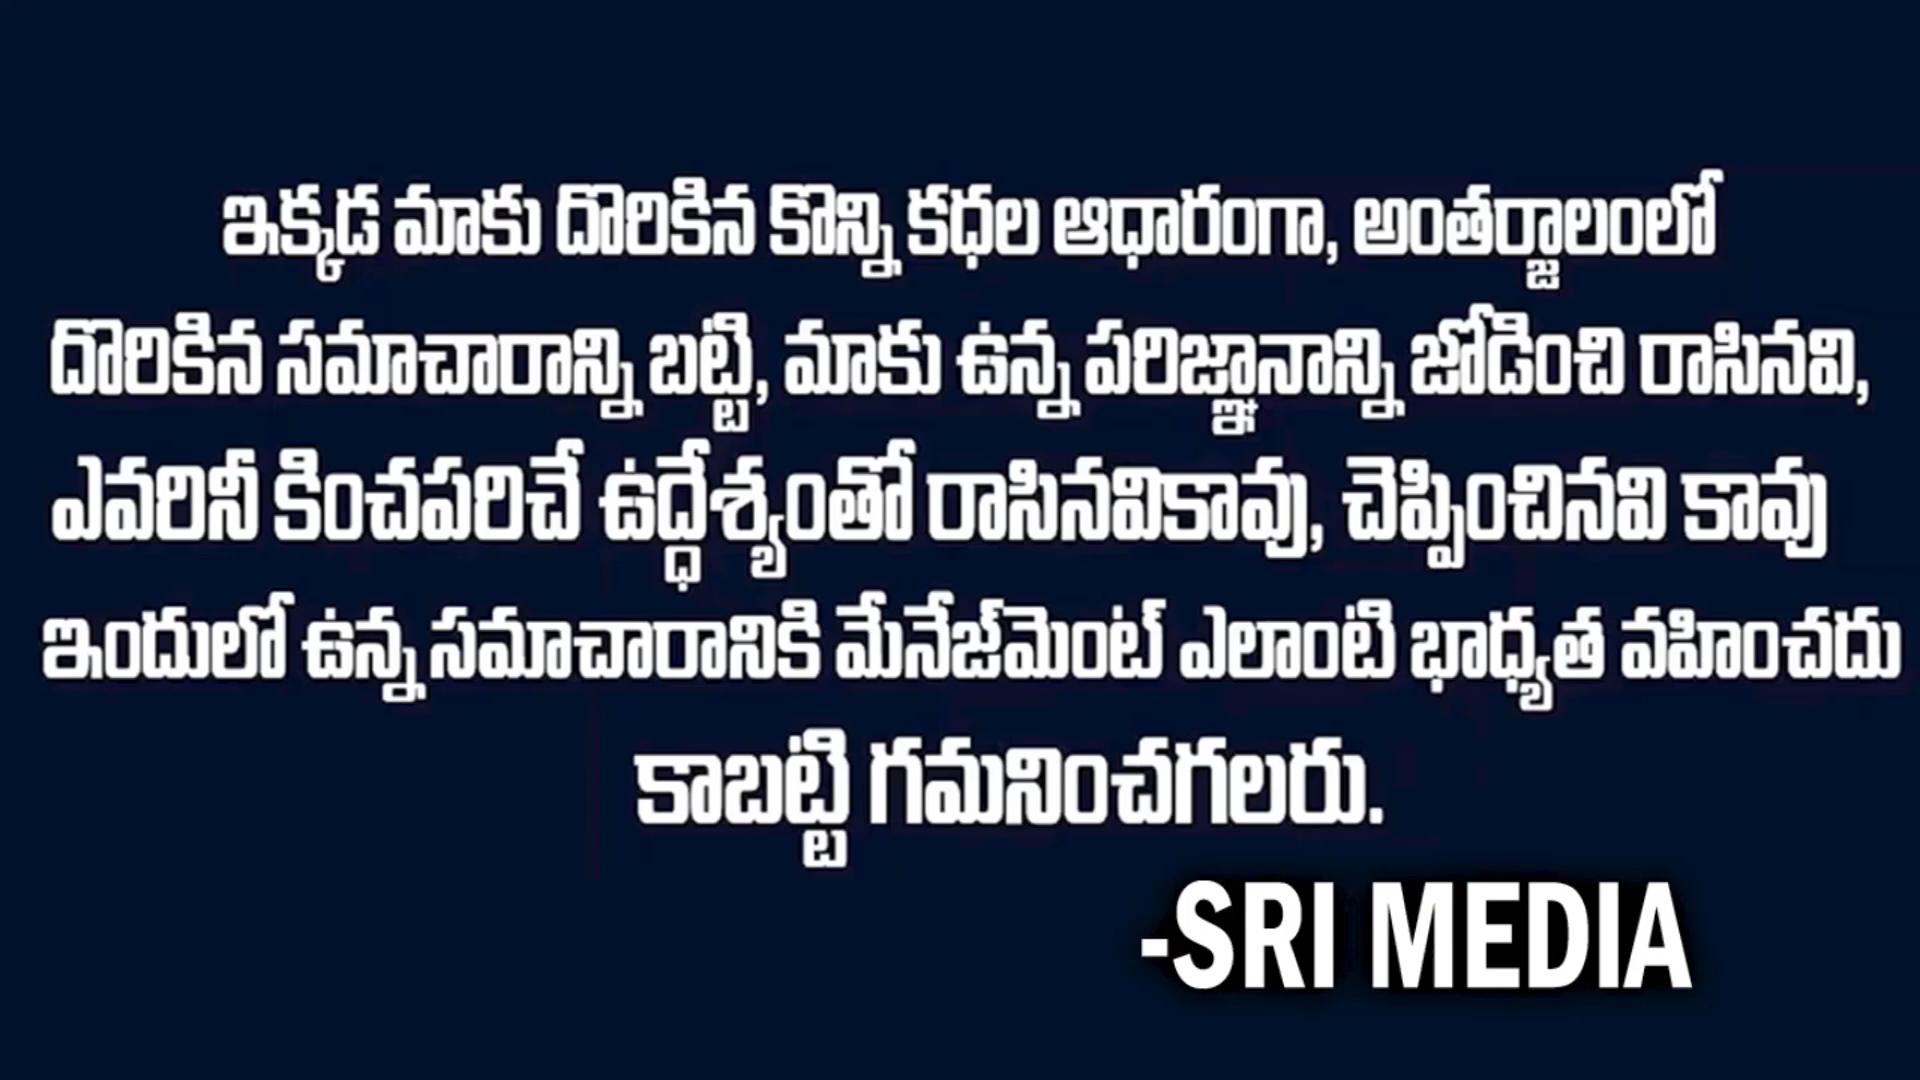 ఇక్కడ మాకు దొరికిన కొన్ని కధల ఆధారంగా, అంతర్జాలంలో
దొరికిన సమాచారాన్ని బట్టి, మాకు ఉన్న పరిజ్ఞానాన్ని జోడించి రాసినవి,
ఎవరినీ కించపరిచే ఉద్ధేశ్యంతో రాసినవికావు, చెప్పించినవి కావు
ఇందులో ఉన్న సమాచారానికి మేనేజ్‌మెంట్ ఎలాంటి భాధ్యత వహించదు
కాబట్టి గమనించగలరు.
-SRI MEDIA